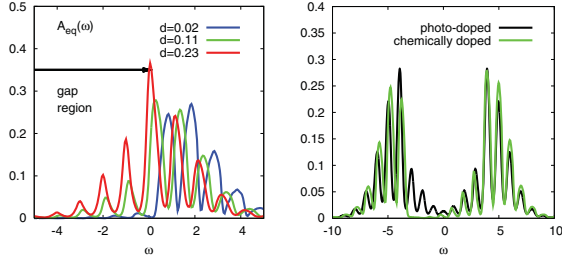 A_eq(ω)
d=0.02
d=0.11
d=0.23
gap
region
0.5
0.4
0.3
0.2
0.1
0
-4
-2
0
2
4
ω
photo-doped
chemically doped
0.4
0.35
0.3
0.25
0.2
0.15
0.1
0.05
0
-10
-5
0
5
10
ω